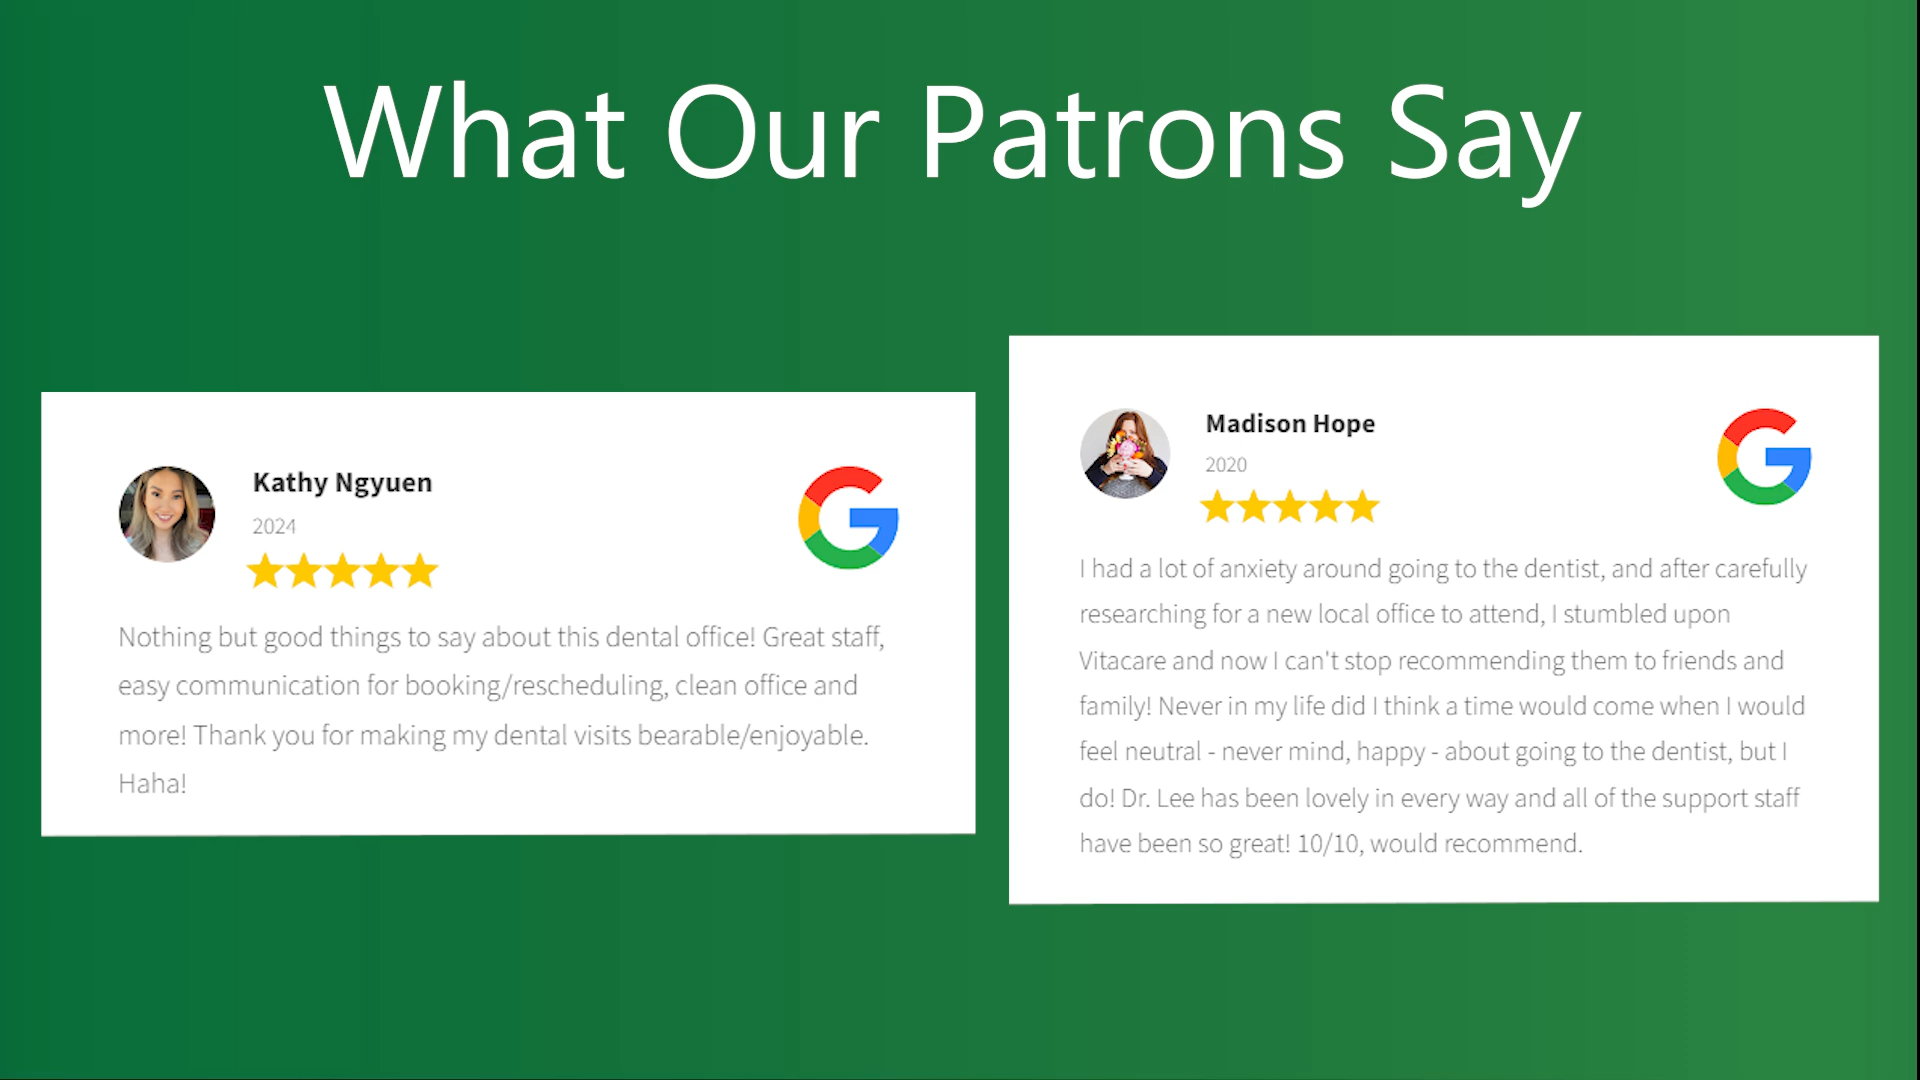 What Our Patrons Say
Kathy Ngyuen
2024
Nothing but good things to say about this dental office! Great staff,
easy communication for booking/rescheduling, clean office and
more! Thank you for making my dental visits bearable/enjoyable.
Haha!
Madison Hope
2020
I had a lot of anxiety around going to the dentist, and after carefully
researching for a new local office to attend, I stumbled upon
Vitacare and now I can't stop recommending them to friends and
family! Never in my life did I think a time would come when I would
feel neutral - never mind, happy - about going to the dentist, but I
do! Dr. Lee has been lovely in every way and all of the support staff
have been so great! 10/10, would recommend.